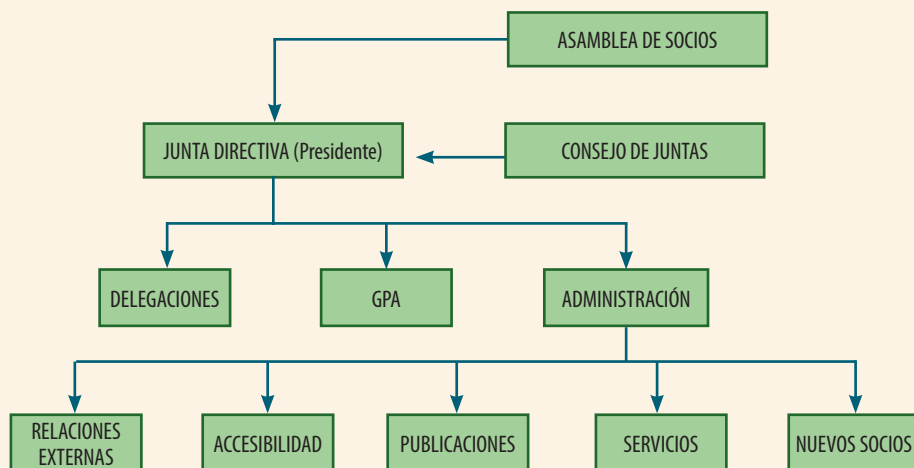 ASAMBLEA DE SOCIOS
JUNTA DIRECTIVA (Presidente)
CONSEJO DE JUNTAS
DELEGACIONES
GPA
ADMINISTRACIÓN
RELACIONES
EXTERNAS
ACCESIBILIDAD
PUBLICACIONES
SERVICIOS
NUEVOS SOCIOS